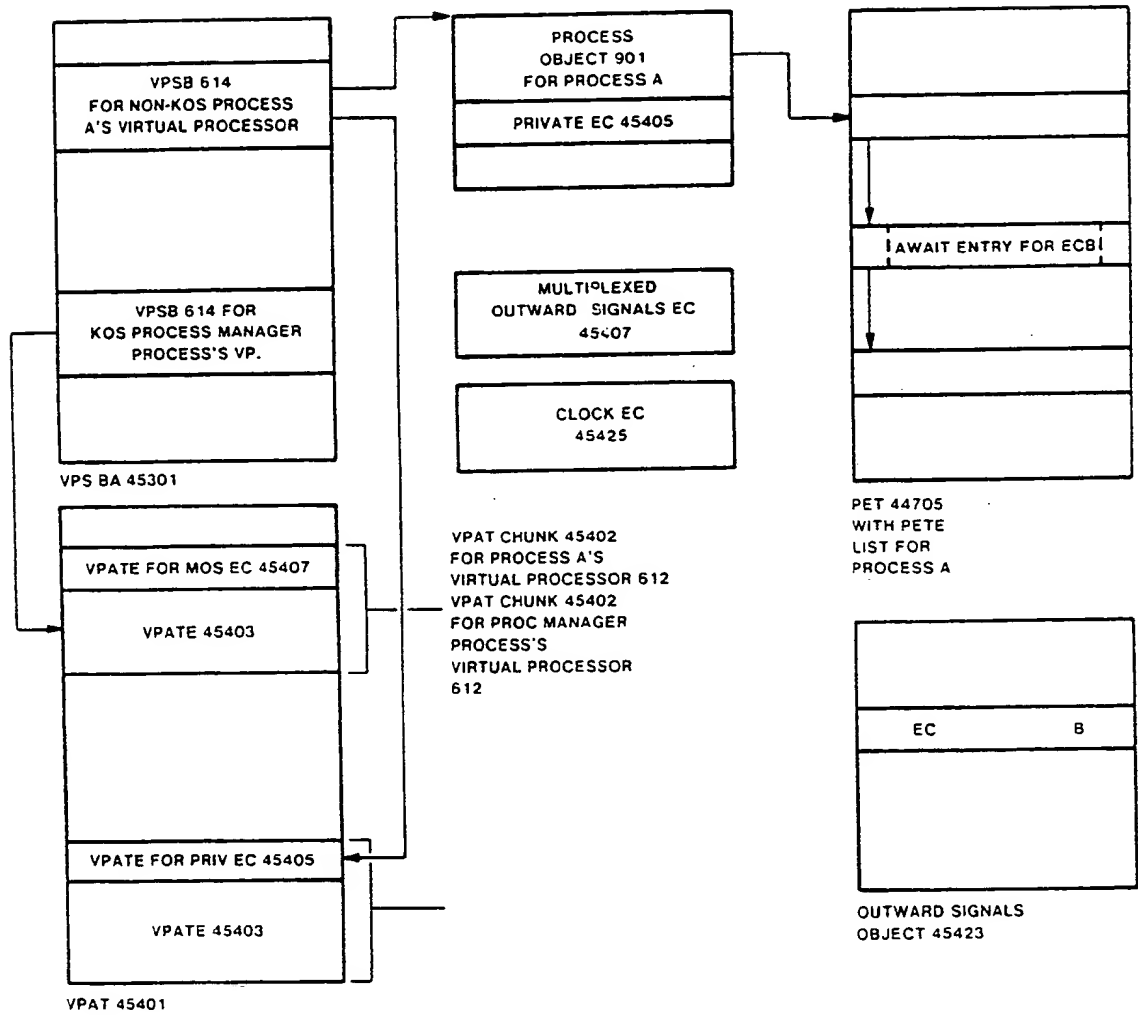 VPSB 614
FOR NON-KOS PROCESS
A'S VIRTUAL PROCESSOR
VPSB 614 FOR
KOS PROCESS MANAGER
PROCESS'S VP.
VPS BA 45301
PROCESS
OBJECT 901
FOR PROCESS A
PRIVATE EC 45405
MULTIPLEXED
OUTWARD SIGNALS EC
45407
CLOCK EC
45425
AWAIT ENTRY FOR ECB
PET 44705
WITH PETE
LIST FOR
PROCESS A
VPATE FOR MOS EC 45407
VPATE 45403
VPATE FOR PRIV EC 45405
VPATE 45403
VPAT 45401
VPAT CHUNK 45402
FOR PROCESS A'S
VIRTUAL PROCESSOR 612
VPAT CHUNK 45402
FOR PROC MANAGER
PROCESS'S
VIRTUAL PROCESSOR
612
EC B
OUTWARD SIGNALS
OBJECT 45423